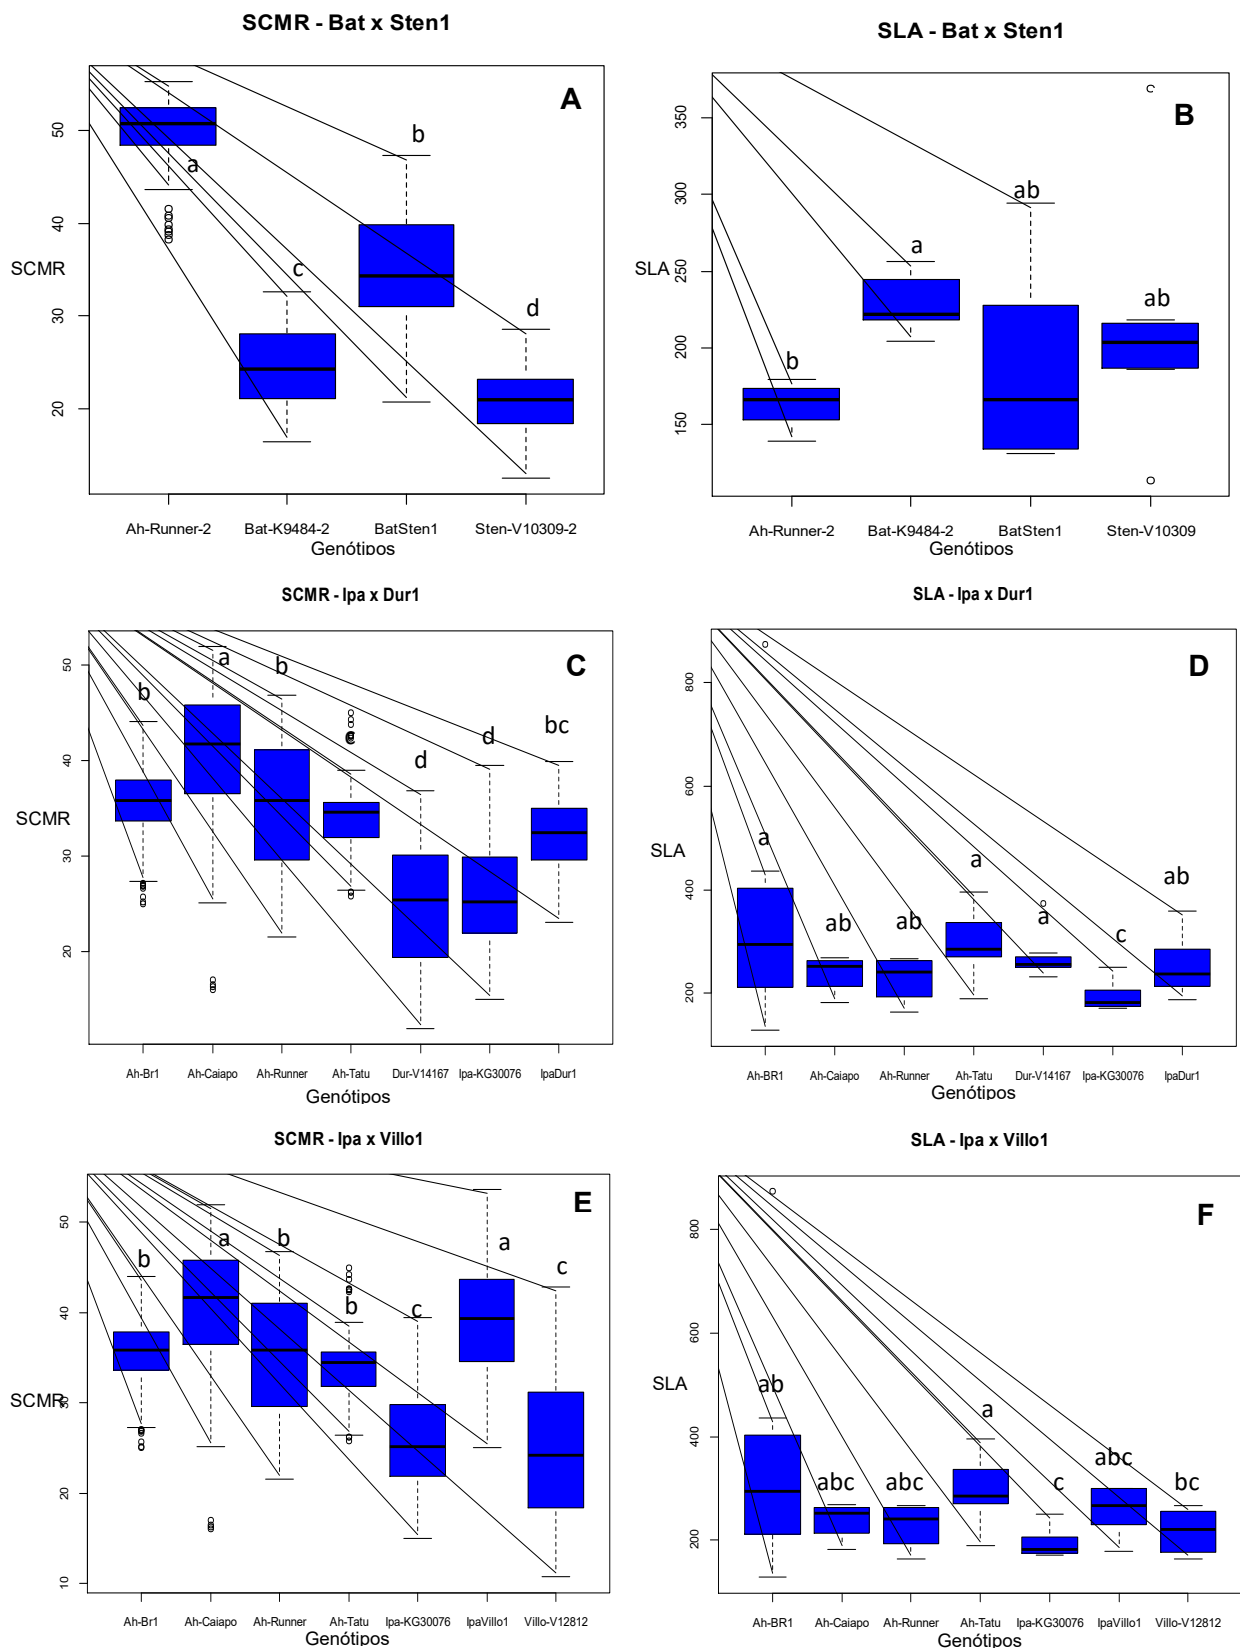 SCMR - Bat x Sten1
A
50
40
30
20
SCMR
a
c
b
d
Ah-Runner-2 Bat-K9484-2 BatSten1 Sten-V10309-2
Genótipos
SLA - Bat x Sten1
B
350
300
250
200
150
SLA
b
a
ab
ab
Ah-Runner-2 Bat-K9484-2 BatSten1 Sten-V10309
Genótipos
SCMR - Ipa x Dur1
C
50
40
30
20
SCMR
b
a
b
c
d
d
bc
Ah-Br1 Ah-Caiapo Ah-Runner Ah-Tatu Dur-V14167 Ipa-KG30076 IpaDur1
Genótipos
SLA - Ipa x Dur1
D
800
600
400
200
SLA
a
ab
ab
a
a
c
ab
Ah-BR1 Ah-Caiapo Ah-Runner Ah-Tatu Dur-V14167 Ipa-KG30076 IpaDur1
Genótipos
SCMR - Ipa x Villo1
E
50
40
30
20
10
SCMR
b
a
b
b
c
a
c
Ah-Br1 Ah-Caiapo Ah-Runner Ah-Tatu Ipa-KG30076 IpaVillo1 Villo-V12812
Genótipos
SLA - Ipa x Villo1
F
800
600
400
200
SLA
ab
abc
abc
a
c
abc
bc
Ah-BR1 Ah-Caiapo Ah-Runner Ah-Tatu Ipa-KG30076 IpaVillo1 Villo-V12812
Genótipos